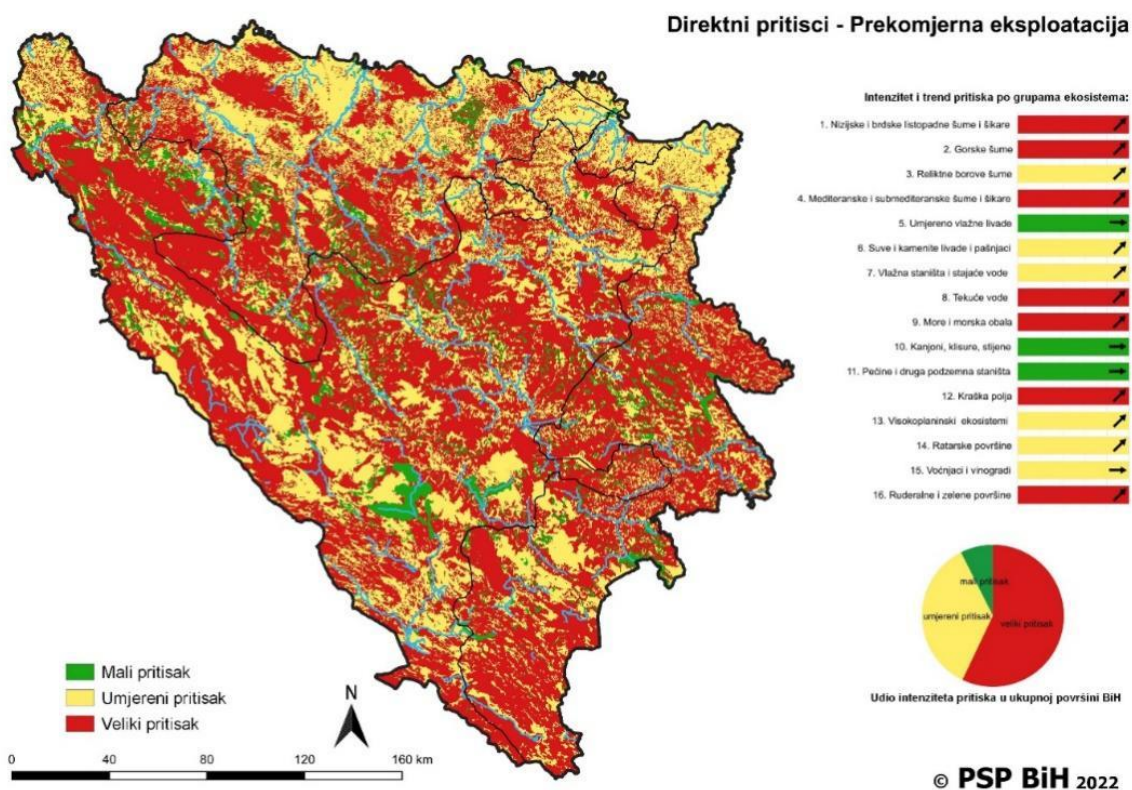 Direktni pritisci - Prekomjerna eksploatacija
Intenzitet i trend pritiska po grupama ekosistema:
1. Nizijske i brdske listopadne šume i šikare
2. Gorske šume
3. Reliktne borove šume
4. Mediteranske i submediteranske šume i šikare
5. Umjereno vlažne livade
6. Suve i kamenite livade i pašnjaci
7. Vlažna staništa i stajaće vode
8. Tekuće vode
9. More i morska obala
10. Kanjoni, klisure, stijene
11. Pećine i druga podzemna staništa
12. Kraška polja
13. Visokoplaninski ekosistemi
14. Ratarske površine
15. Voćnjaci i vinogradi
16. Ruderalne i zelene površine
mali pritisak
umjereni pritisak
veliki pritisak
Udio intenziteta pritiska u ukupnoj površini BiH
Mali pritisak
Umjereni pritisak
Veliki pritisak
N
0 40 80 120 160 km
© PSP BiH 2022